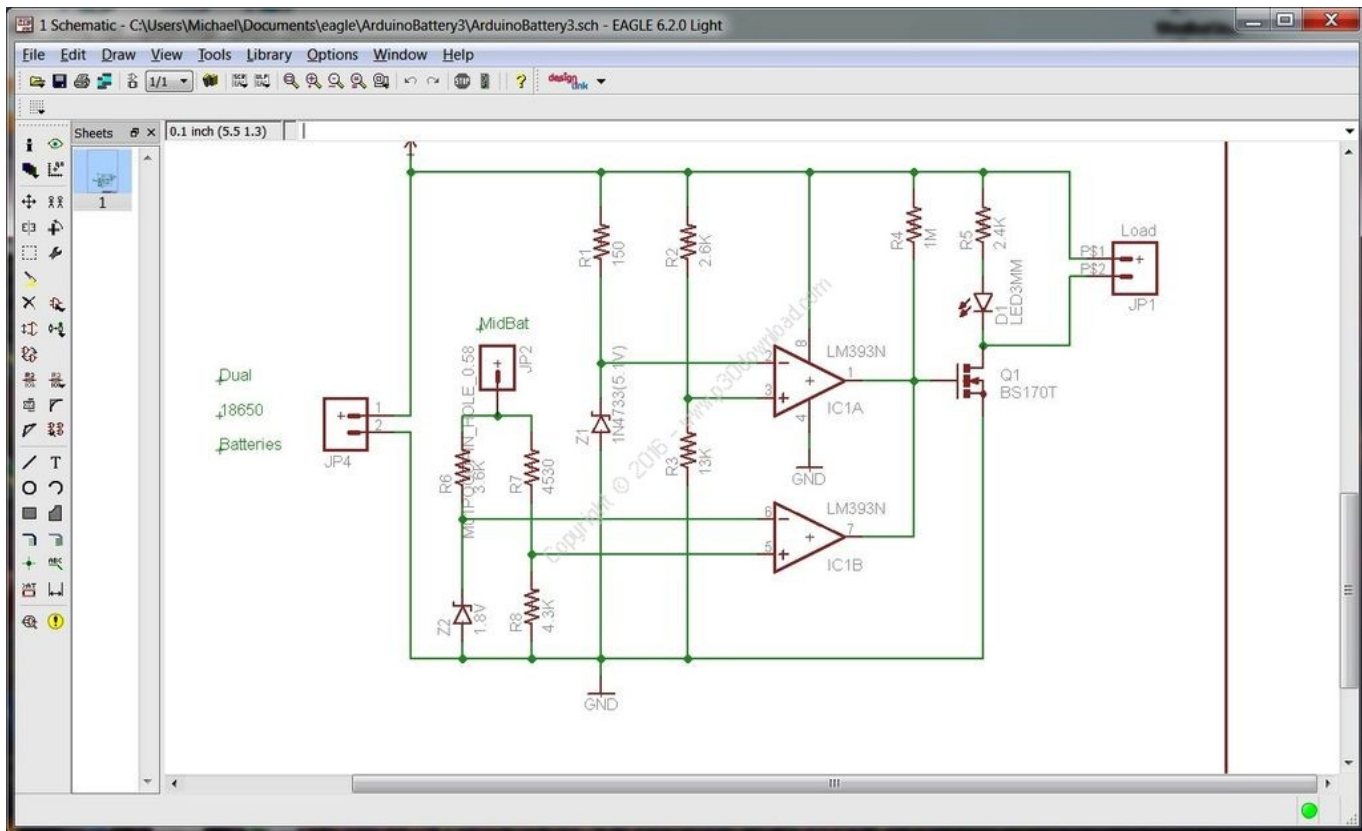 1 Schematic - C:\Users\Michael\Documents\eagle\ArduinoBattery3\ArduinoBattery3.sch - EAGLE 6.2.0 Light
File Edit Draw View Tools Library Options Window Help
1/1
design link
Sheets
0.1 inch (5.5 1.3)
1
Load
P$1
P$2
+
JP1
R1
150
R2
2.6K
R4
1M
R5
2.4K
D1
LED3MM
MidBat
+
JP2
Dual
18650
Batteries
+
1
2
JP4
Z1
1N4733(5.1V)
R3
13K
2
3
8
4
1
LM393N
IC1A
GND
Q1
BS170T
R6
3.6K
R7
4530
6
5
7
LM393N
IC1B
Z2
1.8V
R8
4.3K
GND
Copyright © 2016 - www.p30download.com